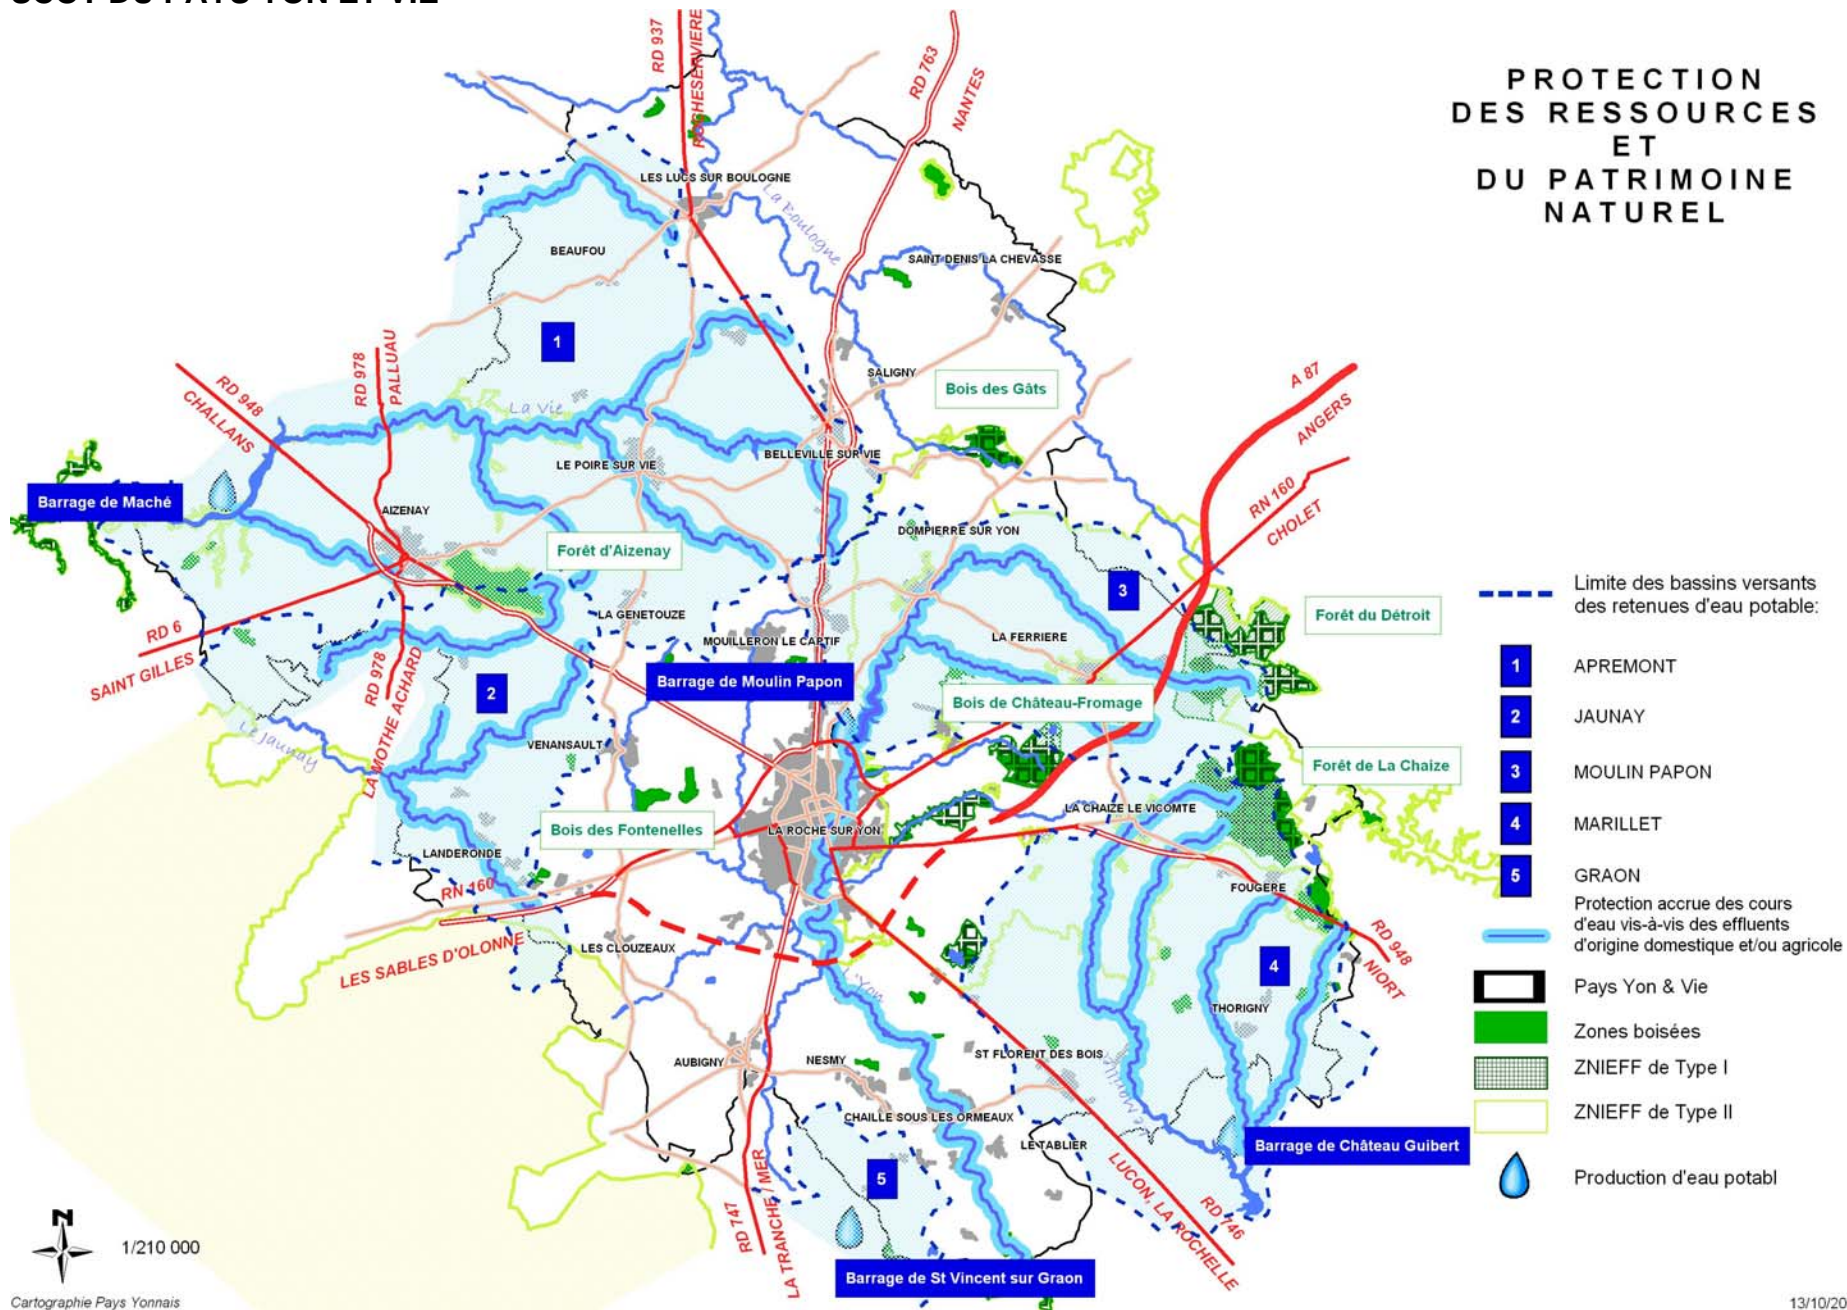 PROTECTION
DES RESSOURCES
ET
DU PATRIMOINE
NATUREL
RD 937
ROCHESERVIERE
RD 763
NANTES
LES LUCS SUR BOULOGNE
La Boulogne
BEAUFOU
SAINT DENIS LA CHEVASSE
1
RD 978
PALLUAU
RD 948
CHALLANS
SALIGNY
Bois des Gâts
A 87
ANGERS
La Vie
BELLEVILLE SUR VIE
LE POIRE SUR VIE
RN 160
CHOLET
Barrage de Maché
AIZENAY
DOMPIERRE SUR YON
Forêt d'Aizenay
3
LA GENETOUZE
Forêt du Détroit
RD 6
SAINT GILLES
MOUILLERON LE CAPTIF
LA FERRIERE
RD 978
LA MOTHE ACHARD
2
Barrage de Moulin Papon
Bois de Château-Fromage
Le Jaunay
VENANSAULT
Forêt de La Chaize
LA CHAIZE LE VICOMTE
Bois des Fontenelles
LA ROCHE SUR YON
LANDERONDE
RN 160
FOUGERE
LES SABLES D'OLONNE
LES CLOUZEAUX
RD 948
NIORT
4
L'Yon
THORIGNY
AUBIGNY
NESMY
ST FLORENT DES BOIS
CHAILLE SOUS LES ORMEAUX
LE TABLIER
Barrage de Château Guibert
5
RD 747
LA TRANCHE / MER
RD 746
LUCON, LA ROCHELLE
Barrage de St Vincent sur Graon
Limite des bassins versants
des retenues d'eau potable:
1 APREMONT
2 JAUNAY
3 MOULIN PAPON
4 MARILLET
5 GRAON
Protection accrue des cours
d'eau vis-à-vis des effluents
d'origine domestique et/ou agricole
Pays Yon & Vie
Zones boisées
ZNIEFF de Type I
ZNIEFF de Type II
Production d'eau potabl
N
1/210 000
Cartographie Pays Yonnais
13/10/20